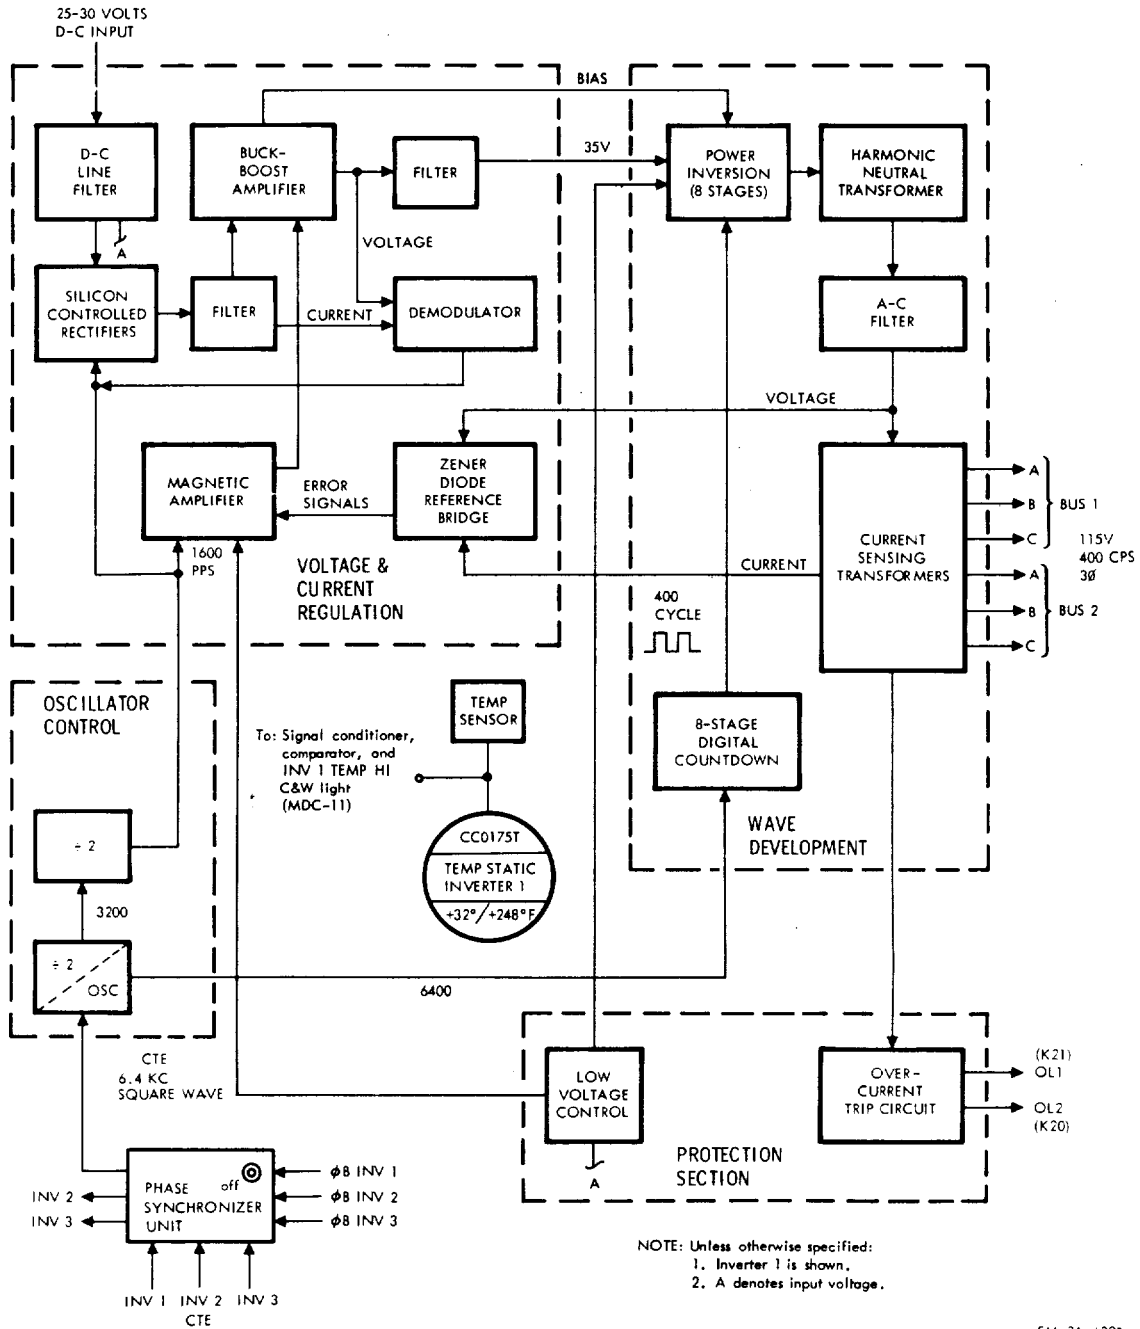 25-30 VOLTS
D-C INPUT
BIAS
D-C
LINE
FILTER
A
BUCK-
BOOST
AMPLIFIER
FILTER
35V
POWER
INVERSION
(8 STAGES)
HARMONIC
NEUTRAL
TRANSFORMER
VOLTAGE
SILICON
CONTROLLED
RECTIFIERS
FILTER
CURRENT
DEMODULATOR
A-C
FILTER
VOLTAGE
MAGNETIC
AMPLIFIER
ERROR
SIGNALS
ZENER
DIODE
REFERENCE
BRIDGE
1600
PPS
VOLTAGE &
CURRENT
REGULATION
CURRENT
CURRENT
SENSING
TRANSFORMERS
A
B
C
BUS 1
115V
400 CPS
3Ø
A
B
C
BUS 2
400
CYCLE
OSCILLATOR
CONTROL
TEMP
SENSOR
To: Signal conditioner,
comparator, and
INV 1 TEMP HI
C&W light
(MDC-11)
8-STAGE
DIGITAL
COUNTDOWN
WAVE
DEVELOPMENT
÷ 2
3200
÷ 2
OSC
CC0175T
TEMP STATIC
INVERTER 1
+32°/+248°F
6400
CTE
6.4 KC
SQUARE WAVE
LOW
VOLTAGE
CONTROL
A
OVER-
CURRENT
TRIP CIRCUIT
(K21)
OL1
OL2
(K20)
PROTECTION
SECTION
PHASE
SYNCHRONIZER
UNIT
off
INV 2
INV 3
ϕB INV 1
ϕB INV 2
ϕB INV 3
INV 1 INV 2 INV 3
CTE
NOTE: Unless otherwise specified:
1. Inverter 1 is shown.
2. A denotes input voltage.